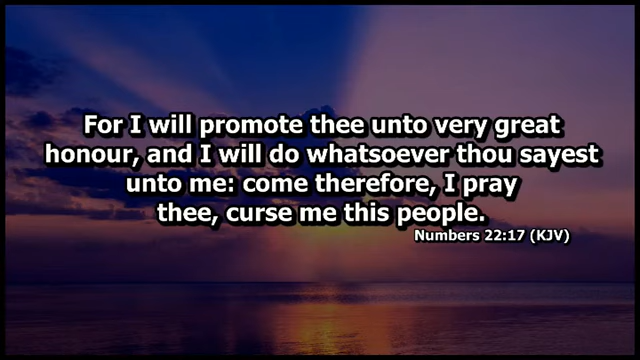 For I will promote thee unto very great
honour, and I will do whatsoever thou sayest
unto me: come therefore, I pray
thee, curse me this people.
Numbers 22:17 (KJV)